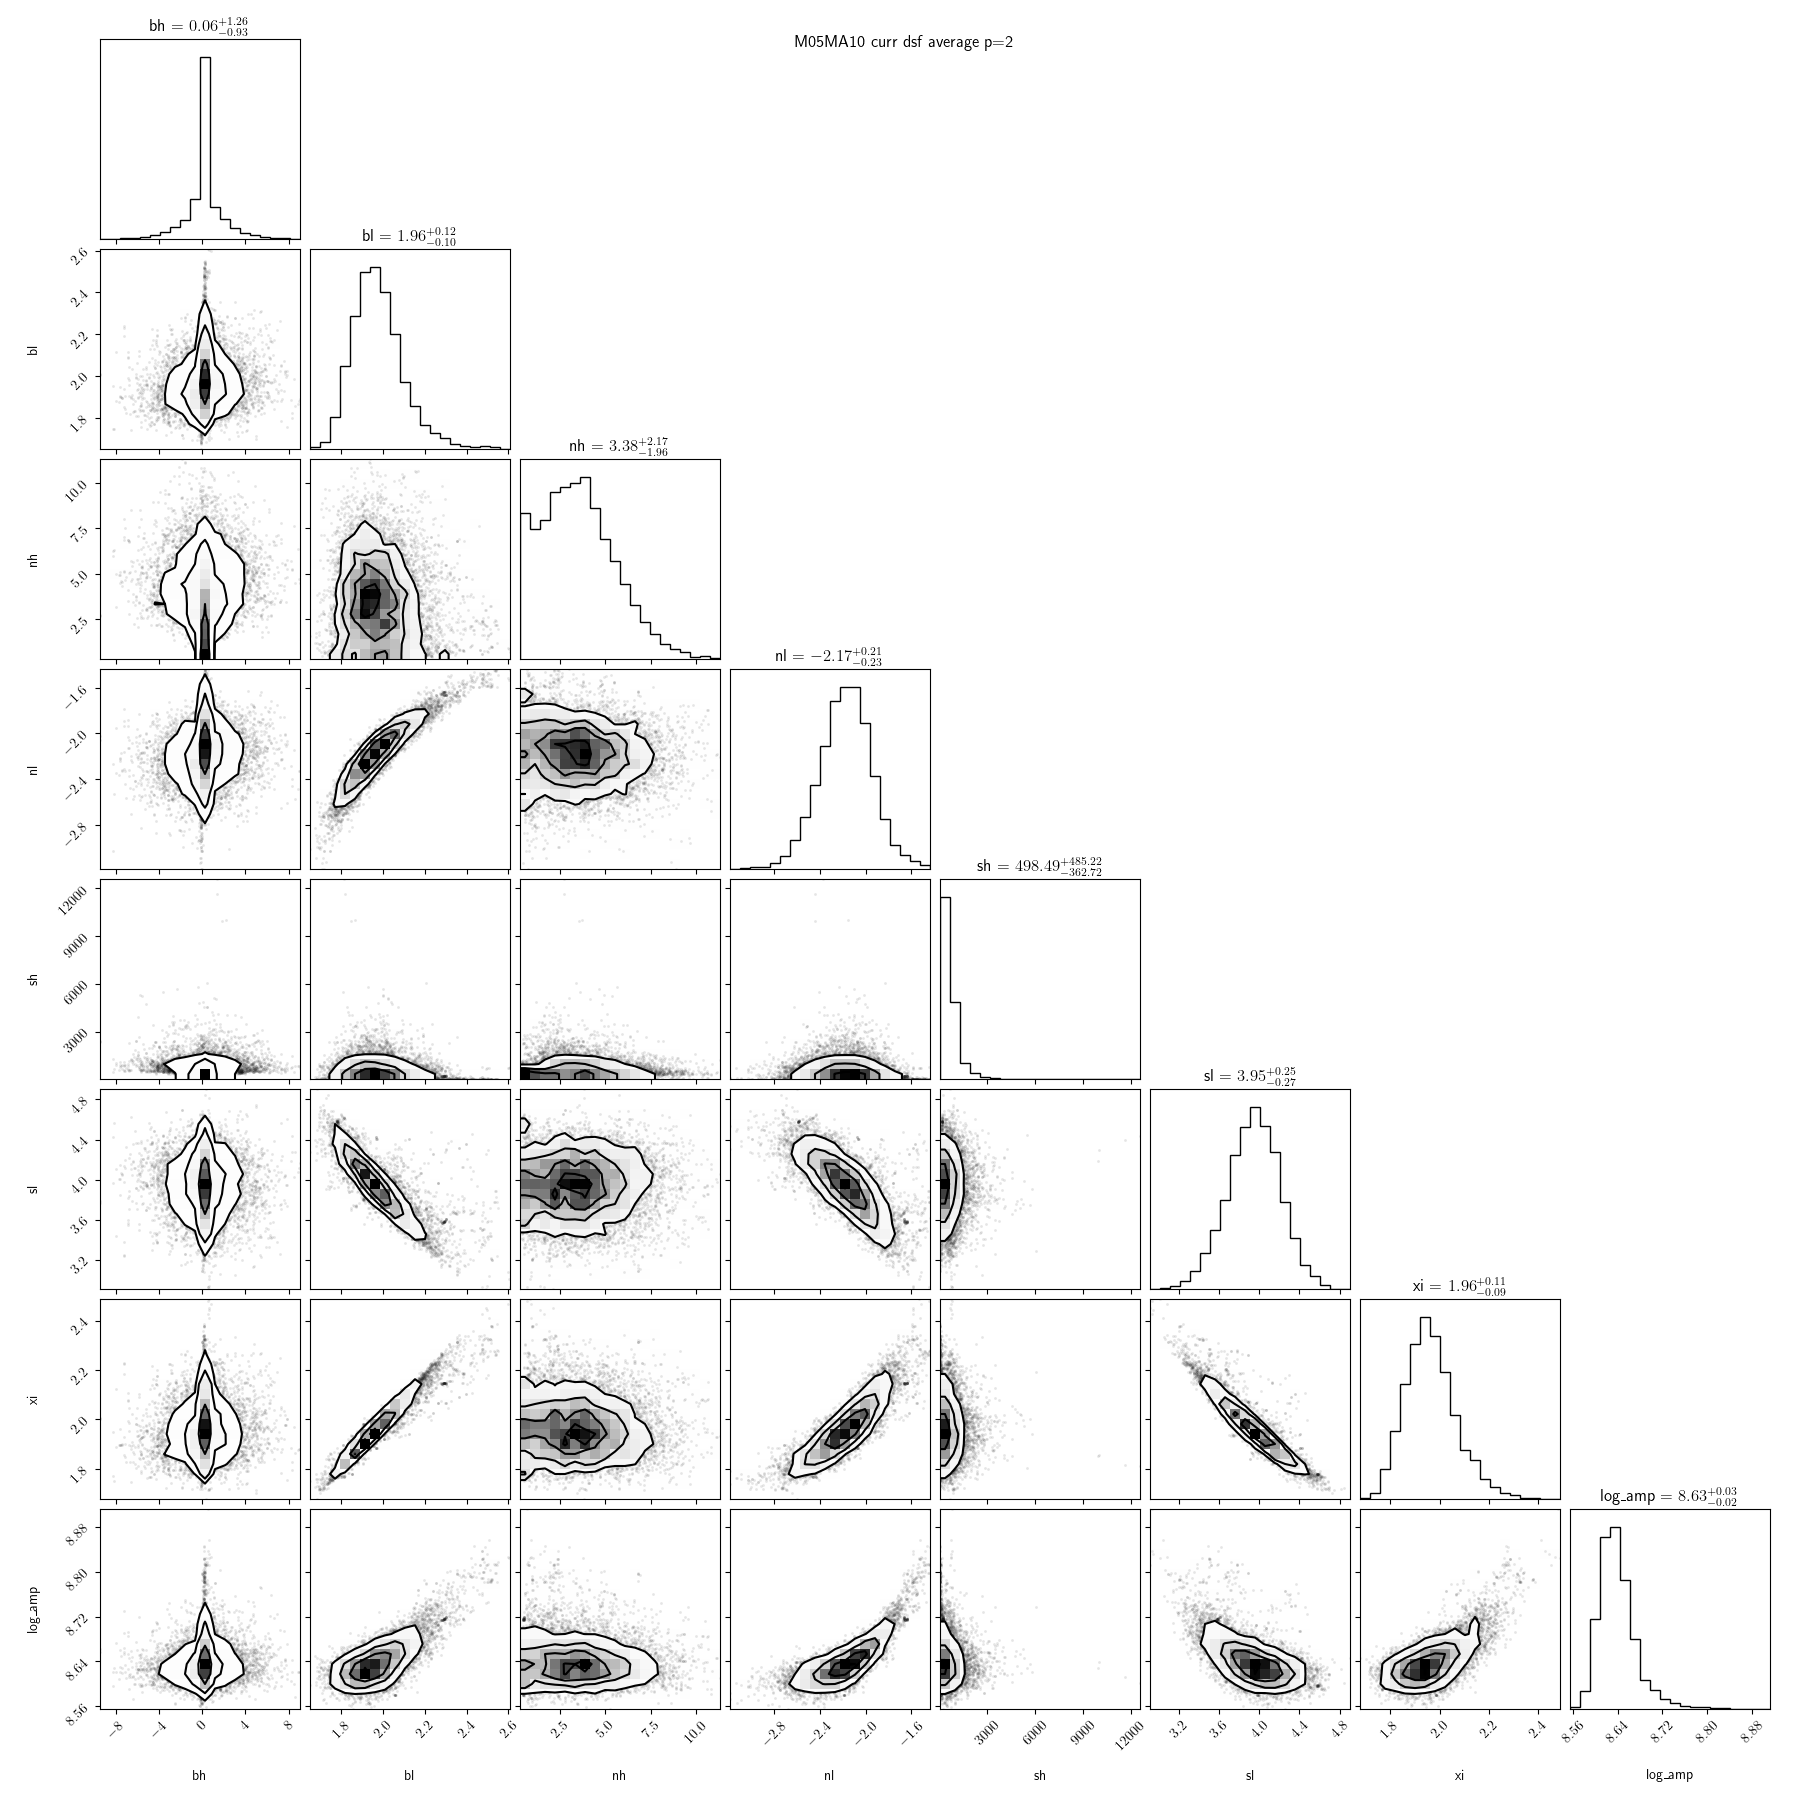 bh = 0.06 +1.26 −0.93
M05MA10 curr dsf average p=2
bl = 1.96 +0.12 −0.10
2.6
2.4
2.2
2.0
1.8
bl
nh = 3.38 +2.17 −1.96
10.0
7.5
5.0
2.5
nh
nl = −2.17 +0.21 −0.23
−1.6
−2.0
−2.4
−2.8
nl
sh = 498.49 +485.22 −362.72
12000
9000
6000
3000
sh
sl = 3.95 +0.25 −0.27
4.8
4.4
4.0
3.6
3.2
sl
xi = 1.96 +0.11 −0.09
2.4
2.2
2.0
1.8
xi
log_amp = 8.63 +0.03 −0.02
8.88
8.80
8.72
8.64
8.56
log_amp
−8 −4 0 4 8 1.8 2.0 2.2 2.4 2.6 2.5 5.0 7.5 10.0 −2.8 −2.4 −2.0 −1.6 3000 6000 9000 12000 3.2 3.6 4.0 4.4 4.8 1.8 2.0 2.2 2.4 8.56 8.64 8.72 8.80 8.88
bh bl nh nl sh sl xi log_amp